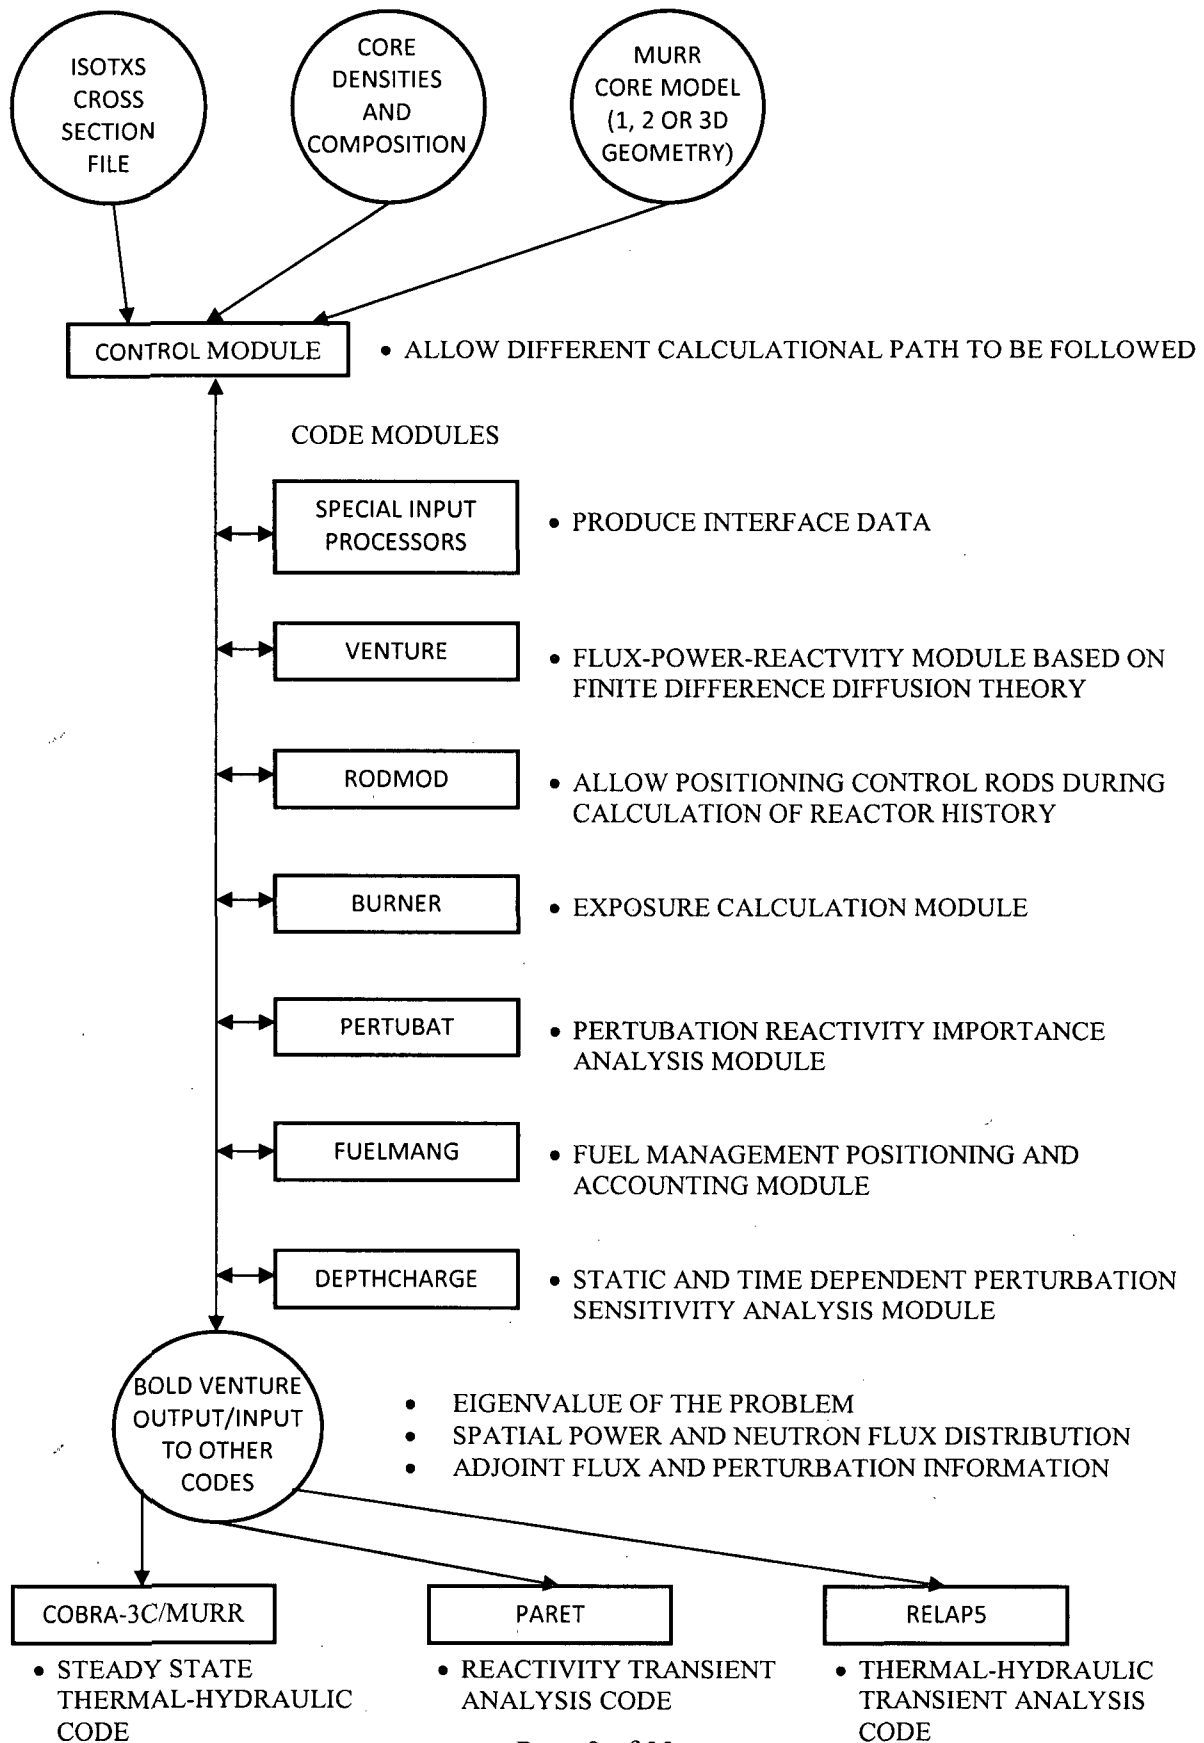 ISOTXS
CROSS
SECTION
FILE
CORE
DENSITIES
AND
COMPOSITION
MURR
CORE MODEL
(1, 2 OR 3D
GEOMETRY)
CONTROL MODULE
• ALLOW DIFFERENT CALCULATIONAL PATH TO BE FOLLOWED
CODE MODULES
SPECIAL INPUT
PROCESSORS
• PRODUCE INTERFACE DATA
VENTURE
• FLUX-POWER-REACTVITY MODULE BASED ON
FINITE DIFFERENCE DIFFUSION THEORY
RODMOD
• ALLOW POSITIONING CONTROL RODS DURING
CALCULATION OF REACTOR HISTORY
BURNER
• EXPOSURE CALCULATION MODULE
PERTUBAT
• PERTUBATION REACTIVITY IMPORTANCE
ANALYSIS MODULE
FUELMANG
• FUEL MANAGEMENT POSITIONING AND
ACCOUNTING MODULE
DEPTHCHARGE
• STATIC AND TIME DEPENDENT PERTURBATION
SENSITIVITY ANALYSIS MODULE
BOLD VENTURE
OUTPUT/INPUT
TO OTHER
CODES
• EIGENVALUE OF THE PROBLEM
• SPATIAL POWER AND NEUTRON FLUX DISTRIBUTION
• ADJOINT FLUX AND PERTURBATION INFORMATION
COBRA-3C/MURR
• STEADY STATE
THERMAL-HYDRAULIC
CODE
PARET
• REACTIVITY TRANSIENT
ANALYSIS CODE
RELAP5
• THERMAL-HYDRAULIC
TRANSIENT ANALYSIS
CODE